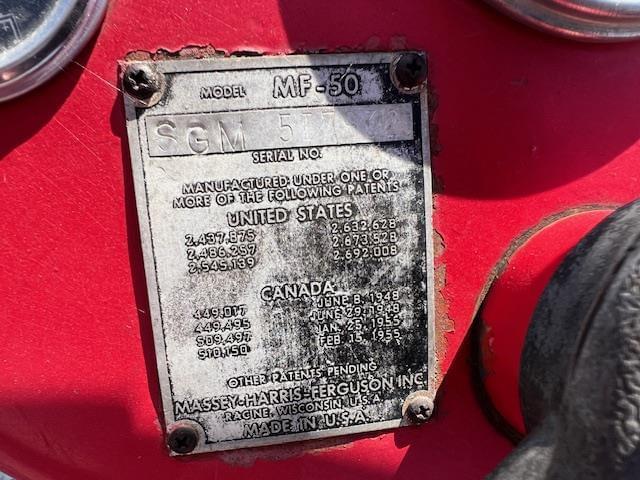 MODEL MF-50
SGM
SERIAL NO.
MANUFACTURED UNDER ONE OR
MORE OF THE FOLLOWING PATENTS
UNITED STATES
2,437,875 2,632,628
2,486,257 2,673,528
2,545,139 2,692,008
CANADA
449,017 JUNE 8, 1948
449,495 JUNE 29, 1948
509,497 JAN. 25, 1955
510,150 FEB. 15, 1955
OTHER PATENTS PENDING
MASSEY-HARRIS-FERGUSON INC.
RACINE, WISCONSIN, U.S.A.
MADE IN U.S.A.